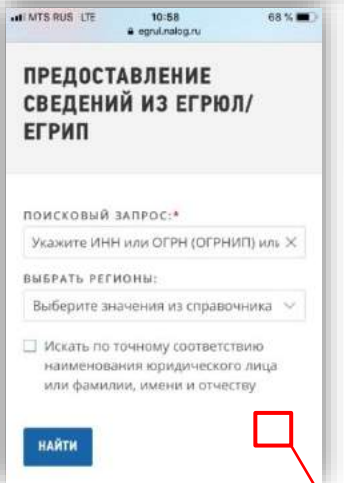 MTS RUS LTE 10:58 68 %
egrul.nalog.ru
ПРЕДОСТАВЛЕНИЕ
СВЕДЕНИЙ ИЗ ЕГРЮЛ/
ЕГРИП
ПОИСКОВЫЙ ЗАПРОС:*
Укажите ИНН или ОГРН (ОГРНИП) иль
ВЫБРАТЬ РЕГИОНЫ:
Выберите значения из справочника
Искать по точному соответствию
наименования юридического лица
или фамилии, имени и отчеству
НАЙТИ